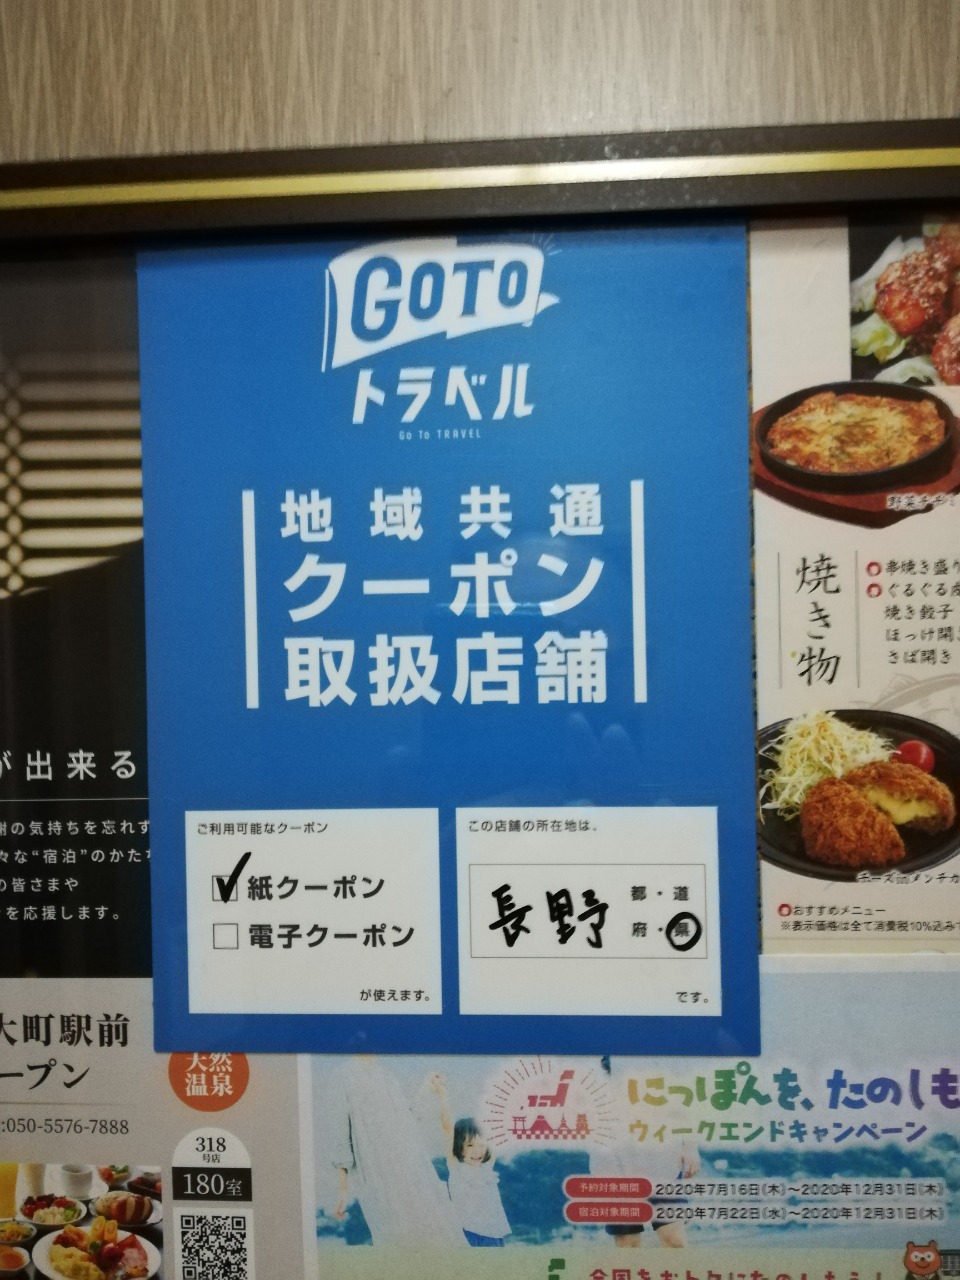 GOTO
トラベル
Go To TRAVEL
地域共通
クーポン
取扱店舗
ご利用可能なクーポン
紙クーポン
電子クーポン
が使えます。
この店舗の所在地は、
長野
都・道
府・県
です。
が出来る
謝の気持ちを忘れず
々な“宿泊”のかたち
の皆さまや
を応援します。
大町駅前
ープン
:050-5576-7888
天然
温泉
318
号店
180室
野菜チヂミ
焼き物
串焼き盛り
ぐるぐる皮
焼き餃子
ほっけ開き
さば開き
チーズinメンチカ
おすすめメニュー
※表示価格は全て消費税10%込み
にっぽんを、たのしも
ウィークエンドキャンペーン
予約対象期間 2020年7月16日(木)～2020年12月31日(木)
宿泊対象期間 2020年7月22日(水)～2020年12月31日(木)